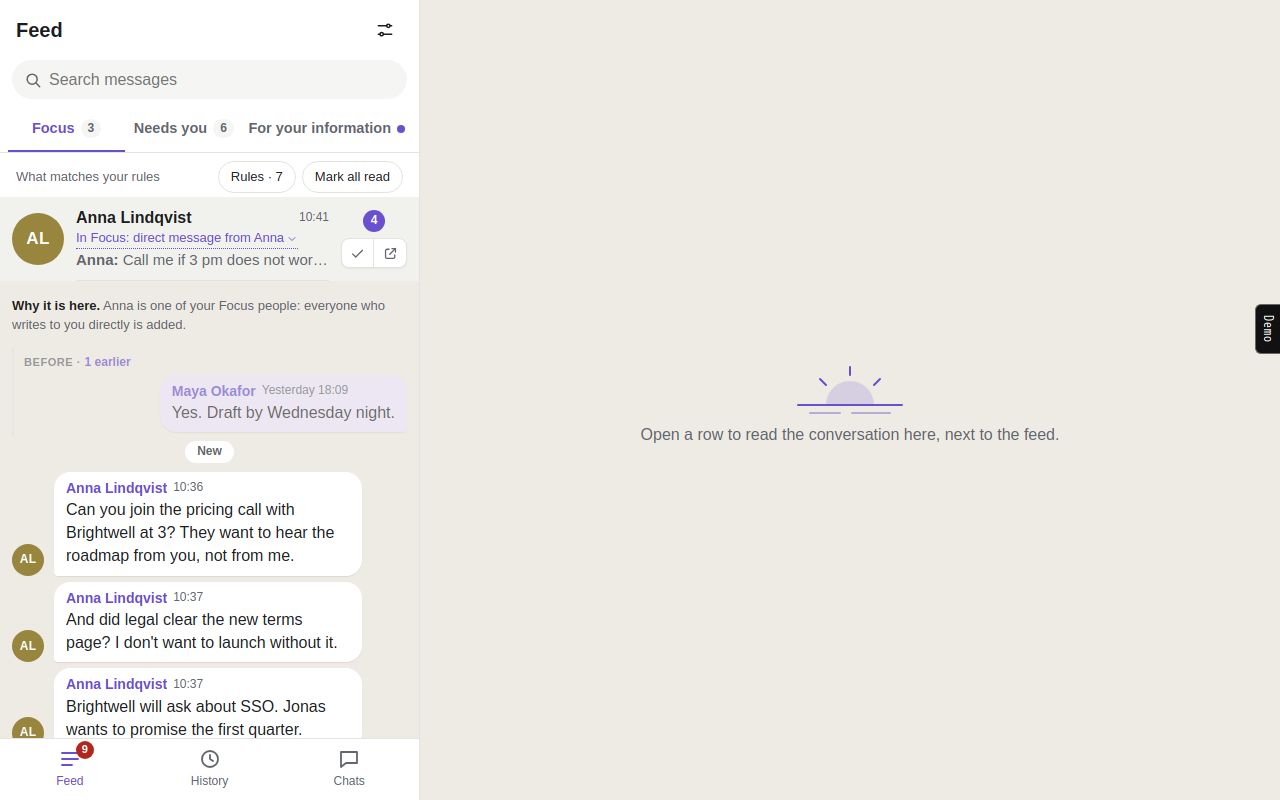 Feed
Search messages
Focus 3
Needs you 6
For your information
What matches your rules
Rules · 7
Mark all read
AL
Anna Lindqvist
10:41
4
In Focus: direct message from Anna
Anna: Call me if 3 pm does not wor…
Why it is here. Anna is one of your Focus people: everyone who
writes to you directly is added.
BEFORE · 1 earlier
Maya Okafor Yesterday 18:09
Yes. Draft by Wednesday night.
New
Anna Lindqvist 10:36
Can you join the pricing call with
Brightwell at 3? They want to hear the
roadmap from you, not from me.
AL
Anna Lindqvist 10:37
And did legal clear the new terms
page? I don't want to launch without it.
AL
Anna Lindqvist 10:37
Brightwell will ask about SSO. Jonas
wants to promise the first quarter.
AL
9
Feed
History
Chats
Open a row to read the conversation here, next to the feed.
Demo